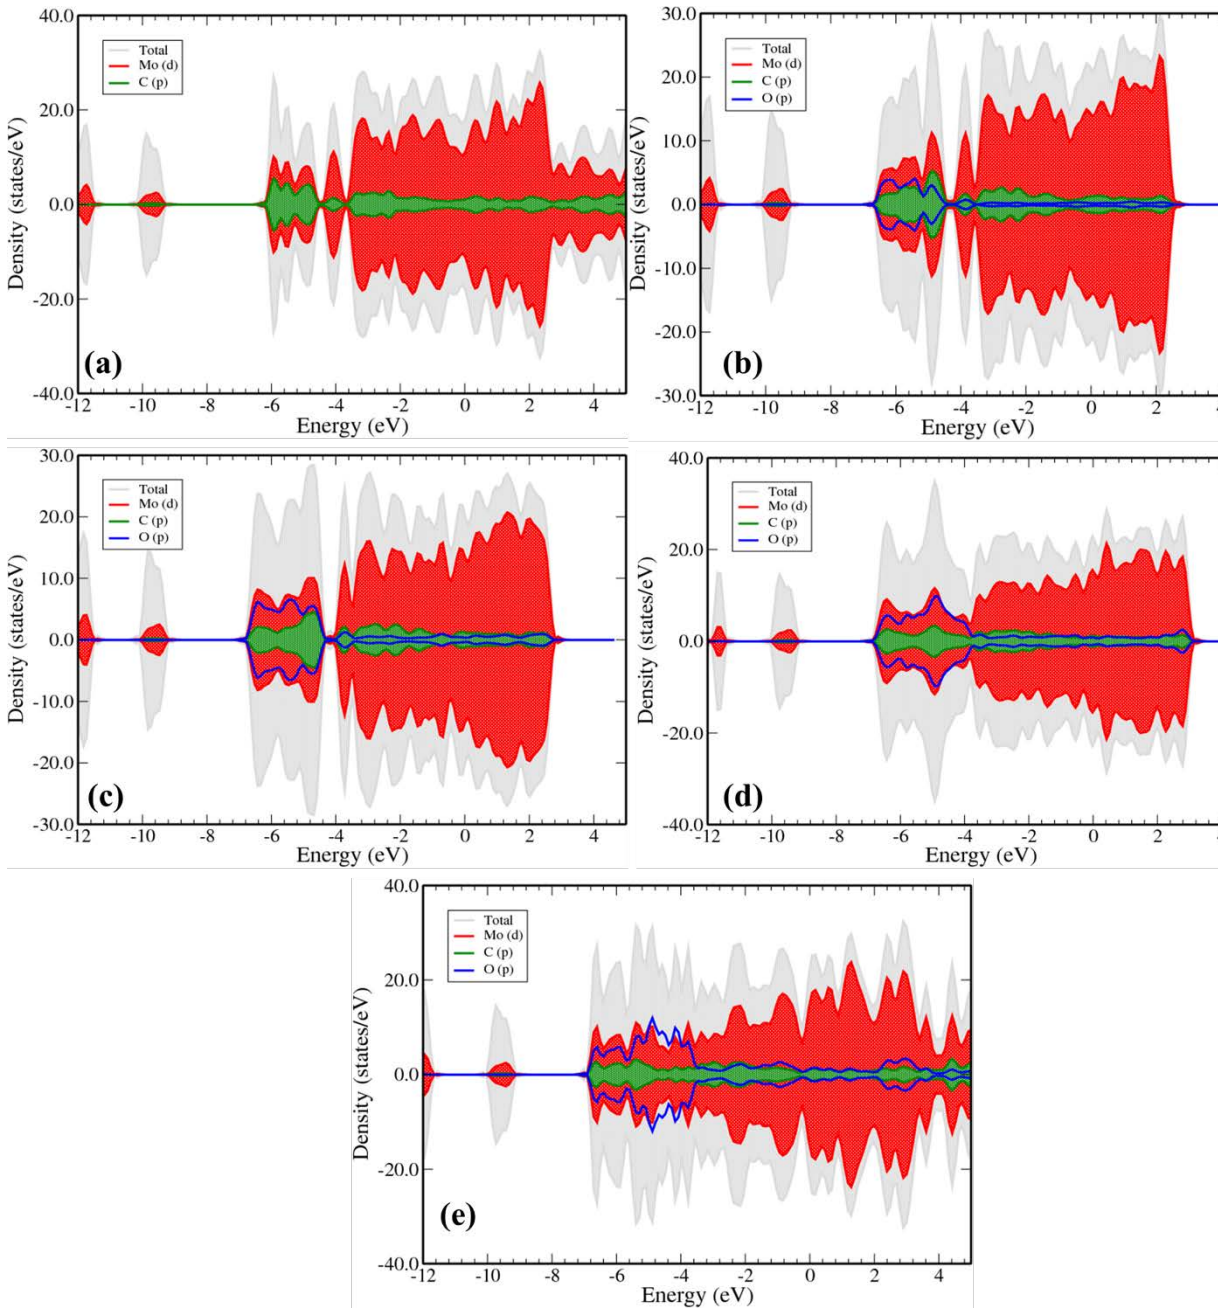 40.0
20.0
0.0
-20.0
-40.0
Density (states/eV)
Total
Mo (d)
C (p)
(a)
-12 -10 -8 -6 -4 -2 0 2 4
Energy (eV)
30.0
20.0
10.0
0.0
-10.0
-20.0
-30.0
Density (states/eV)
Total
Mo (d)
C (p)
O (p)
(b)
-12 -10 -8 -6 -4 -2 0 2
Energy (eV)
30.0
20.0
10.0
0.0
-10.0
-20.0
-30.0
Density (states/eV)
Total
Mo (d)
C (p)
O (p)
(c)
-12 -10 -8 -6 -4 -2 0 2 4
Energy (eV)
40.0
20.0
0.0
-20.0
-40.0
Density (states/eV)
Total
Mo (d)
C (p)
O (p)
(d)
-12 -10 -8 -6 -4 -2 0 2
Energy (eV)
40.0
20.0
0.0
-20.0
-40.0
Density (states/eV)
Total
Mo (d)
C (p)
O (p)
(e)
-12 -10 -8 -6 -4 -2 0 2 4
Energy (eV)